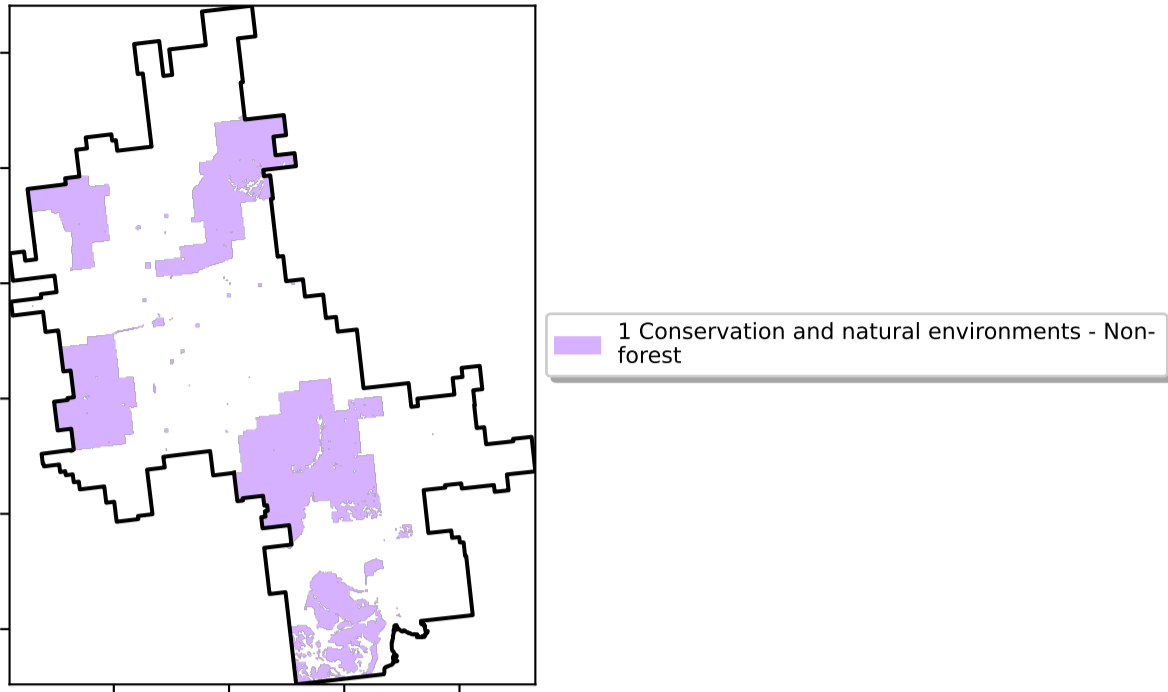 1 Conservation and natural environments - Non-
forest